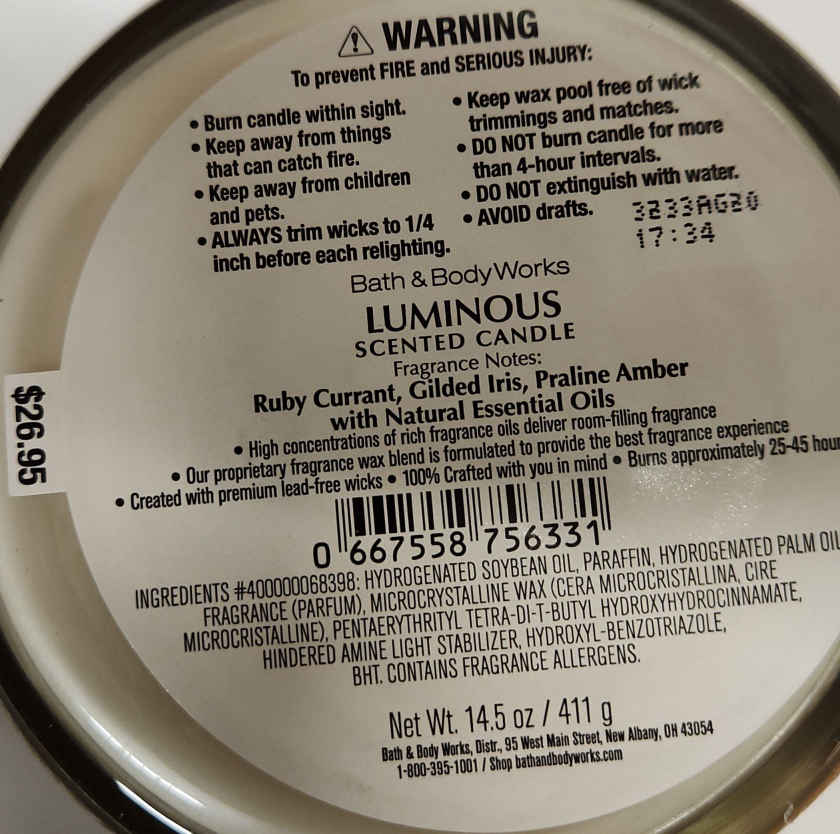 WARNING
To prevent FIRE and SERIOUS INJURY:
• Burn candle within sight.
• Keep away from things
that can catch fire.
• Keep away from children
and pets.
• ALWAYS trim wicks to 1/4
inch before each relighting.
• Keep wax pool free of wick
trimmings and matches.
• DO NOT burn candle for more
than 4-hour intervals.
• DO NOT extinguish with water.
• AVOID drafts.
3233AG20
17:34
Bath & Body Works
LUMINOUS
SCENTED CANDLE
Fragrance Notes:
Ruby Currant, Gilded Iris, Praline Amber
with Natural Essential Oils
• High concentrations of rich fragrance oils deliver room-filling fragrance
• Our proprietary fragrance wax blend is formulated to provide the best fragrance experience
• Created with premium lead-free wicks • 100% Crafted with you in mind • Burns approximately 25-45 hour
$26.95
0 667558 756331
INGREDIENTS #400000068398: HYDROGENATED SOYBEAN OIL, PARAFFIN, HYDROGENATED PALM OIL
FRAGRANCE (PARFUM), MICROCRYSTALLINE WAX (CERA MICROCRISTALLINA, CIRE
MICROCRISTALLINE), PENTAERYTHRITYL TETRA-DI-T-BUTYL HYDROXYHYDROCINNAMATE,
HINDERED AMINE LIGHT STABILIZER, HYDROXYL-BENZOTRIAZOLE,
BHT. CONTAINS FRAGRANCE ALLERGENS.
Net Wt. 14.5 oz / 411 g
Bath & Body Works, Distr., 95 West Main Street, New Albany, OH 43054
1-800-395-1001 / Shop bathandbodyworks.com